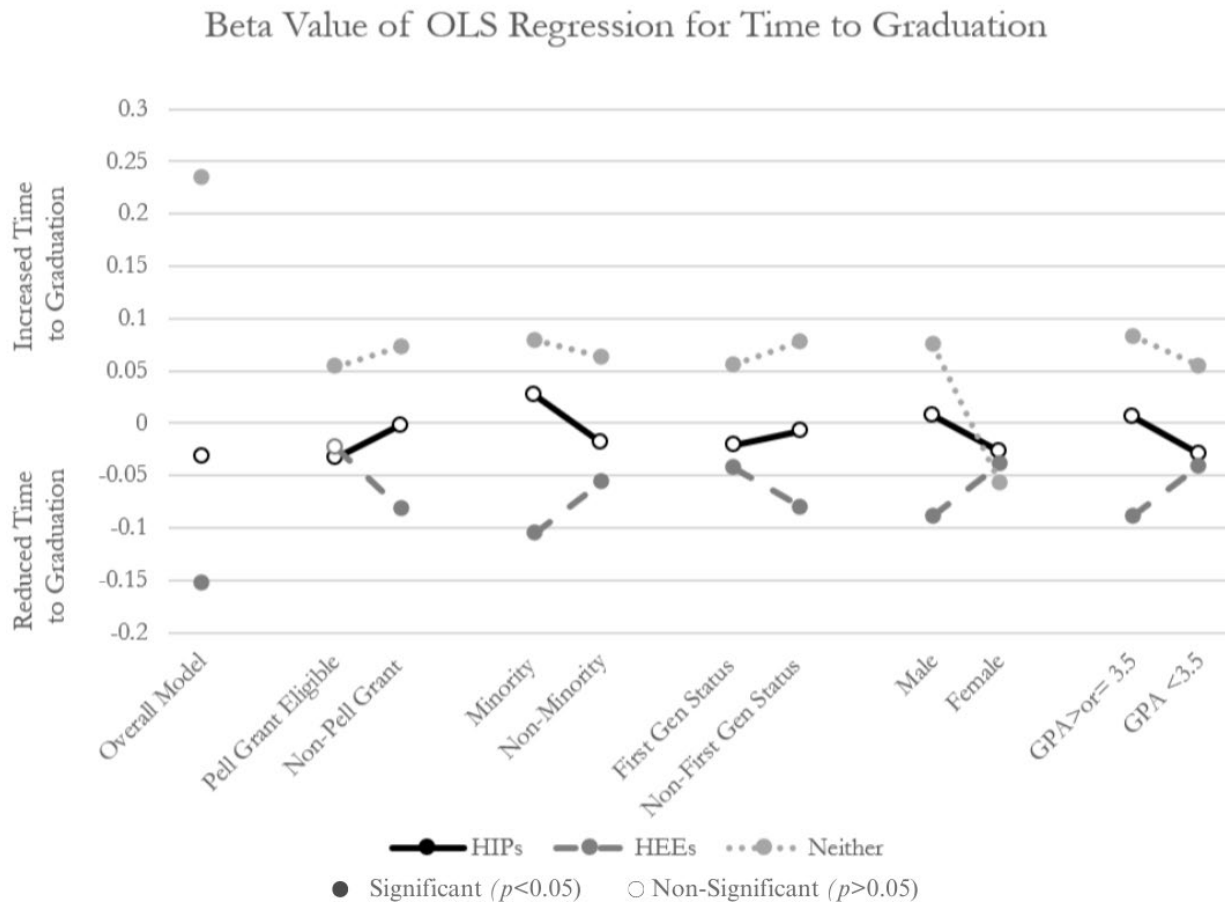 Beta Value of OLS Regression for Time to Graduation
Increased Time
to Graduation
Reduced Time
to Graduation
0.3
0.25
0.2
0.15
0.1
0.05
0
-0.05
-0.1
-0.15
-0.2
Overall Model
Pell Grant Eligible
Non-Pell Grant
Minority
Non-Minority
First Gen Status
Non-First Gen Status
Male
Female
GPA>or= 3.5
GPA <3.5
HIPs HEEs Neither
Significant (p<0.05) Non-Significant (p>0.05)